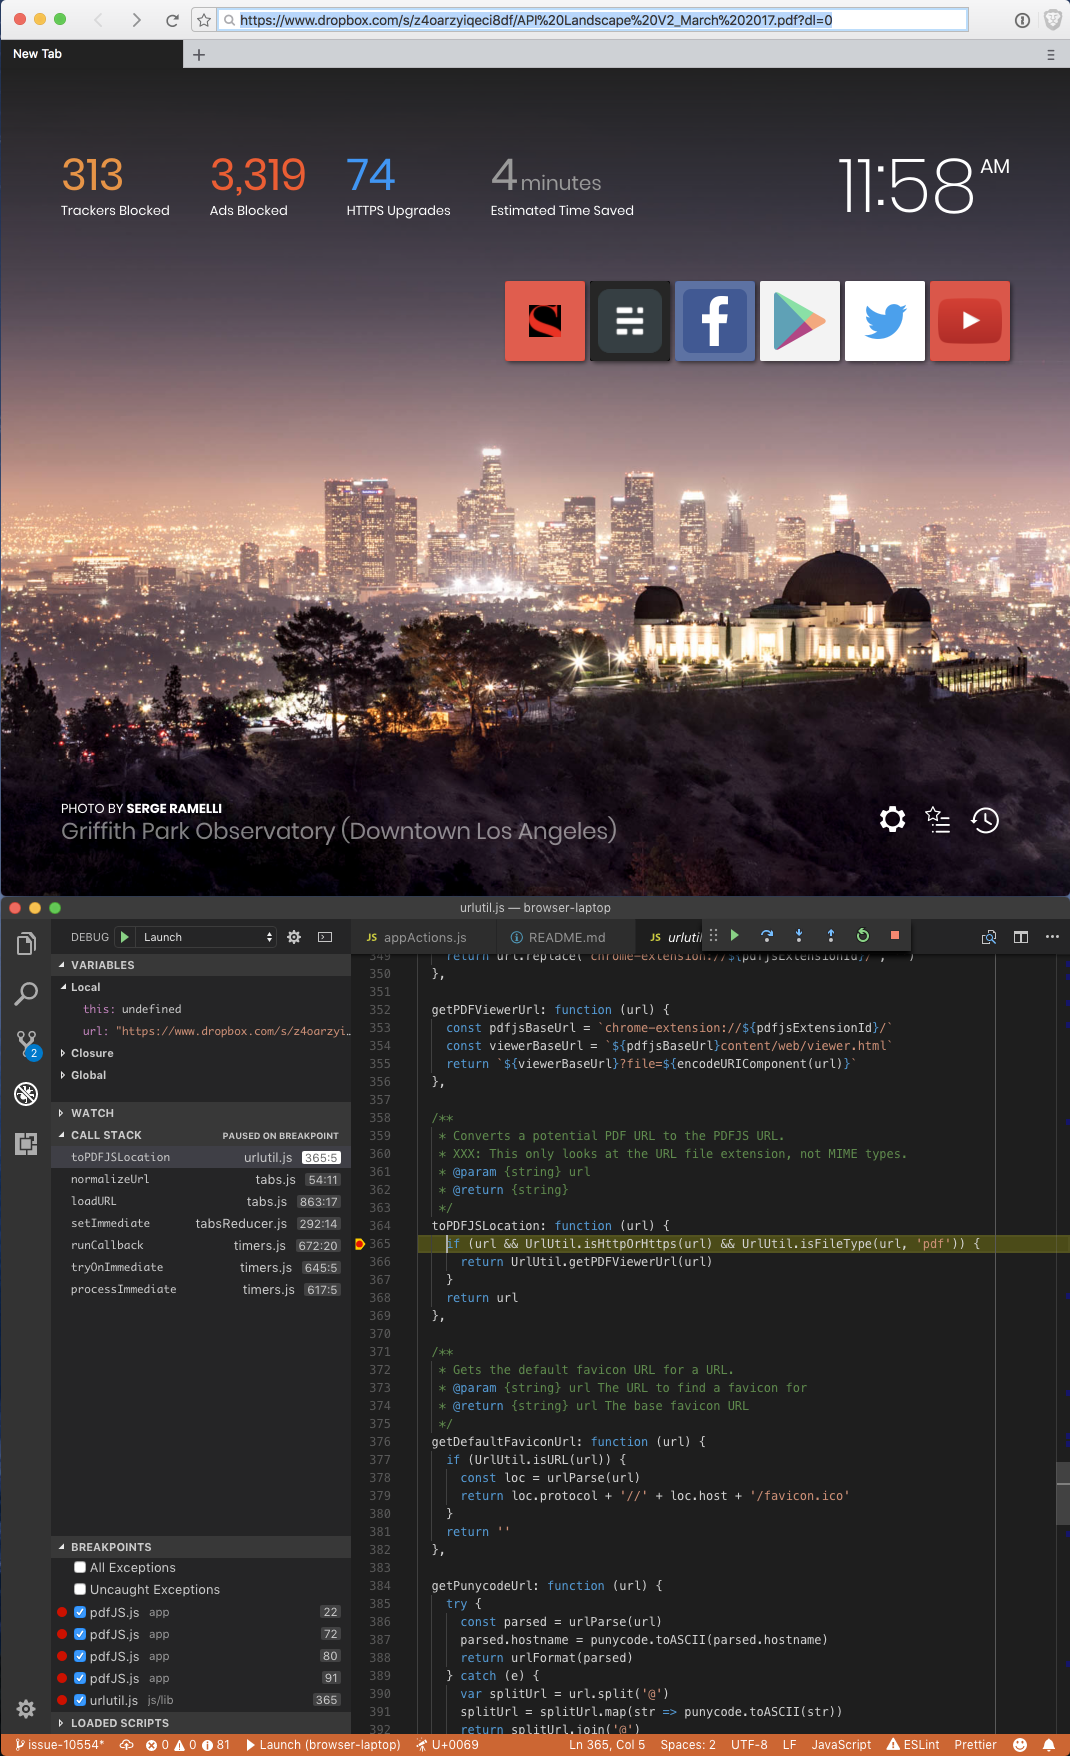 https://www.dropbox.com/s/z4oarzyiqeci8df/API%20Landscape%20V2_March%202017.pdf?dl=0
New Tab
313 3,319 74 4 minutes
Trackers Blocked Ads Blocked HTTPS Upgrades Estimated Time Saved
11:58 AM
PHOTO BY SERGE RAMELLI
Griffith Park Observatory (Downtown Los Angeles)
urlutil.js — browser-laptop
DEBUG Launch
VARIABLES
Local
this: undefined
url: "https://www.dropbox.com/s/z4oarzyi…
Closure
Global
WATCH
CALL STACK PAUSED ON BREAKPOINT
toPDFJSLocation urlutil.js 365:5
normalizeUrl tabs.js 54:11
loadURL tabs.js 863:17
setImmediate tabsReducer.js 292:14
runCallback timers.js 672:20
tryOnImmediate timers.js 645:5
processImmediate timers.js 617:5
BREAKPOINTS
All Exceptions
Uncaught Exceptions
pdfJS.js app 22
pdfJS.js app 72
pdfJS.js app 80
pdfJS.js app 91
urlutil.js js/lib 365
LOADED SCRIPTS
2
JS appActions.js README.md JS urlutil
349 return url.replace(`chrome-extension://${pdfjsExtensionId}/`, '')
350 },
351
352 getPDFViewerUrl: function (url) {
353 const pdfjsBaseUrl = `chrome-extension://${pdfjsExtensionId}/`
354 const viewerBaseUrl = `${pdfjsBaseUrl}content/web/viewer.html`
355 return `${viewerBaseUrl}?file=${encodeURIComponent(url)}`
356 },
357
358 /**
359 * Converts a potential PDF URL to the PDFJS URL.
360 * XXX: This only looks at the URL file extension, not MIME types.
361 * @param {string} url
362 * @return {string}
363 */
364 toPDFJSLocation: function (url) {
365 if (url && UrlUtil.isHttpOrHttps(url) && UrlUtil.isFileType(url, 'pdf')) {
366 return UrlUtil.getPDFViewerUrl(url)
367 }
368 return url
369 },
370
371 /**
372 * Gets the default favicon URL for a URL.
373 * @param {string} url The URL to find a favicon for
374 * @return {string} url The base favicon URL
375 */
376 getDefaultFaviconUrl: function (url) {
377 if (UrlUtil.isURL(url)) {
378 const loc = urlParse(url)
379 return loc.protocol + '//' + loc.host + '/favicon.ico'
380 }
381 return ''
382 },
383
384 getPunycodeUrl: function (url) {
385 try {
386 const parsed = urlParse(url)
387 parsed.hostname = punycode.toASCII(parsed.hostname)
388 return urlFormat(parsed)
389 } catch (e) {
390 var splitUrl = url.split('@')
391 splitUrl = splitUrl.map(str => punycode.toASCII(str))
392 return splitUrl.join('@')
issue-10554* 0 0 81 Launch (browser-laptop) U+0069 Ln 365, Col 5 Spaces: 2 UTF-8 LF JavaScript ESLint Prettier